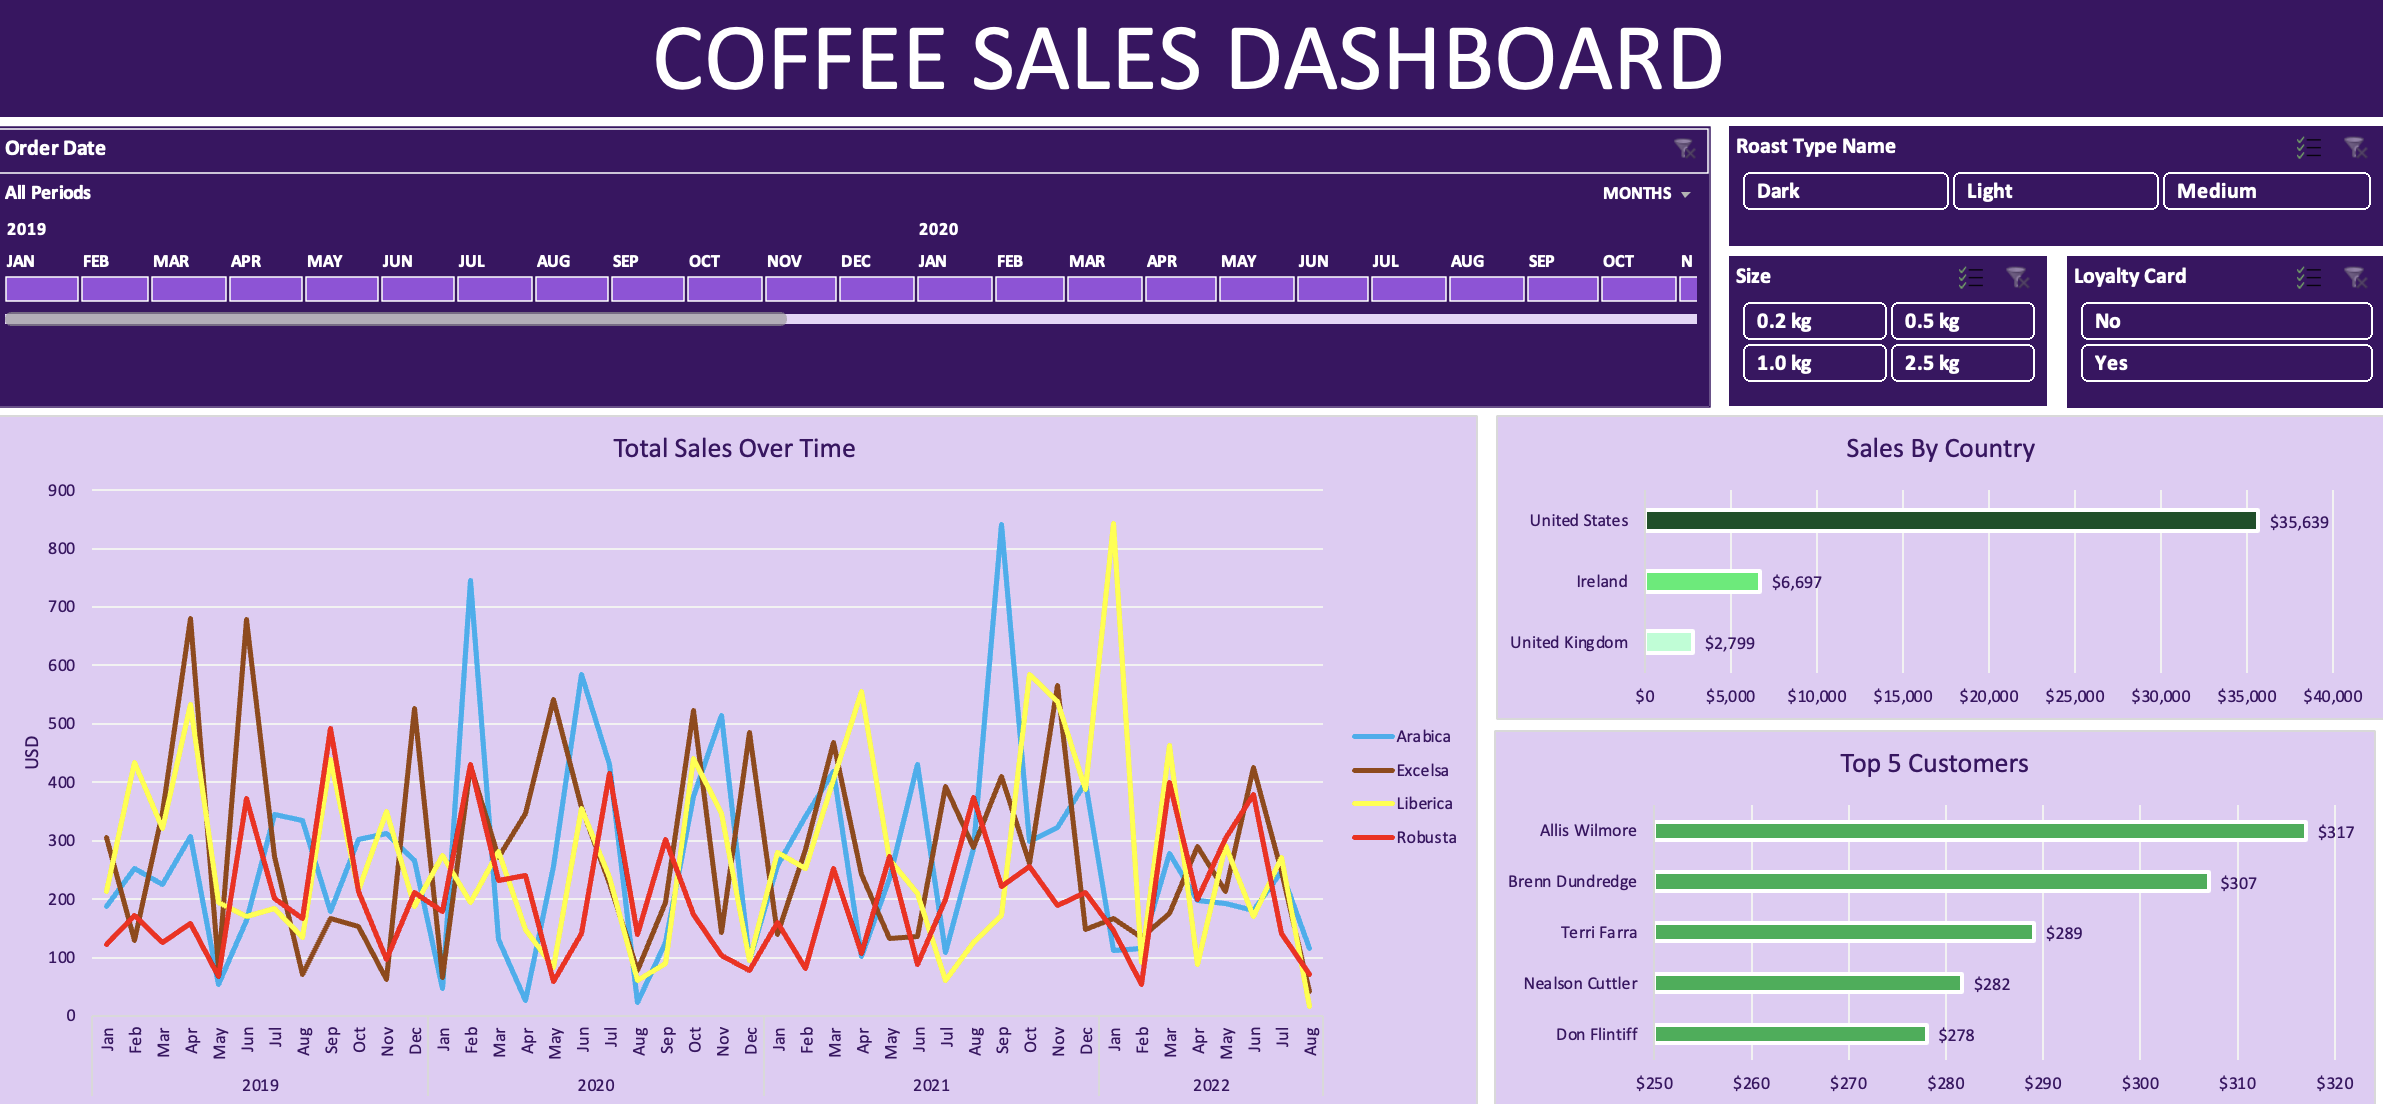 COFFEE SALES DASHBOARD
Order Date
All Periods
MONTHS
2019 2020
JAN FEB MAR APR MAY JUN JUL AUG SEP OCT NOV DEC JAN FEB MAR APR MAY JUN JUL AUG SEP OCT N
Roast Type Name
Dark Light Medium
Size
0.2 kg 0.5 kg
1.0 kg 2.5 kg
Loyalty Card
No
Yes
Total Sales Over Time
900
800
700
600
500
400
300
200
100
0
USD
Jan Feb Mar Apr May Jun Jul Aug Sep Oct Nov Dec Jan Feb Mar Apr May Jun Jul Aug Sep Oct Nov Dec Jan Feb Mar Apr May Jun Jul Aug Sep Oct Nov Dec Jan Feb Mar Apr May Jun Jul Aug
2019 2020 2021 2022
Arabica
Excelsa
Liberica
Robusta
Sales By Country
United States $35,639
Ireland $6,697
United Kingdom $2,799
$0 $5,000 $10,000 $15,000 $20,000 $25,000 $30,000 $35,000 $40,000
Top 5 Customers
Allis Wilmore $317
Brenn Dundredge $307
Terri Farra $289
Nealson Cuttler $282
Don Flintiff $278
$250 $260 $270 $280 $290 $300 $310 $320